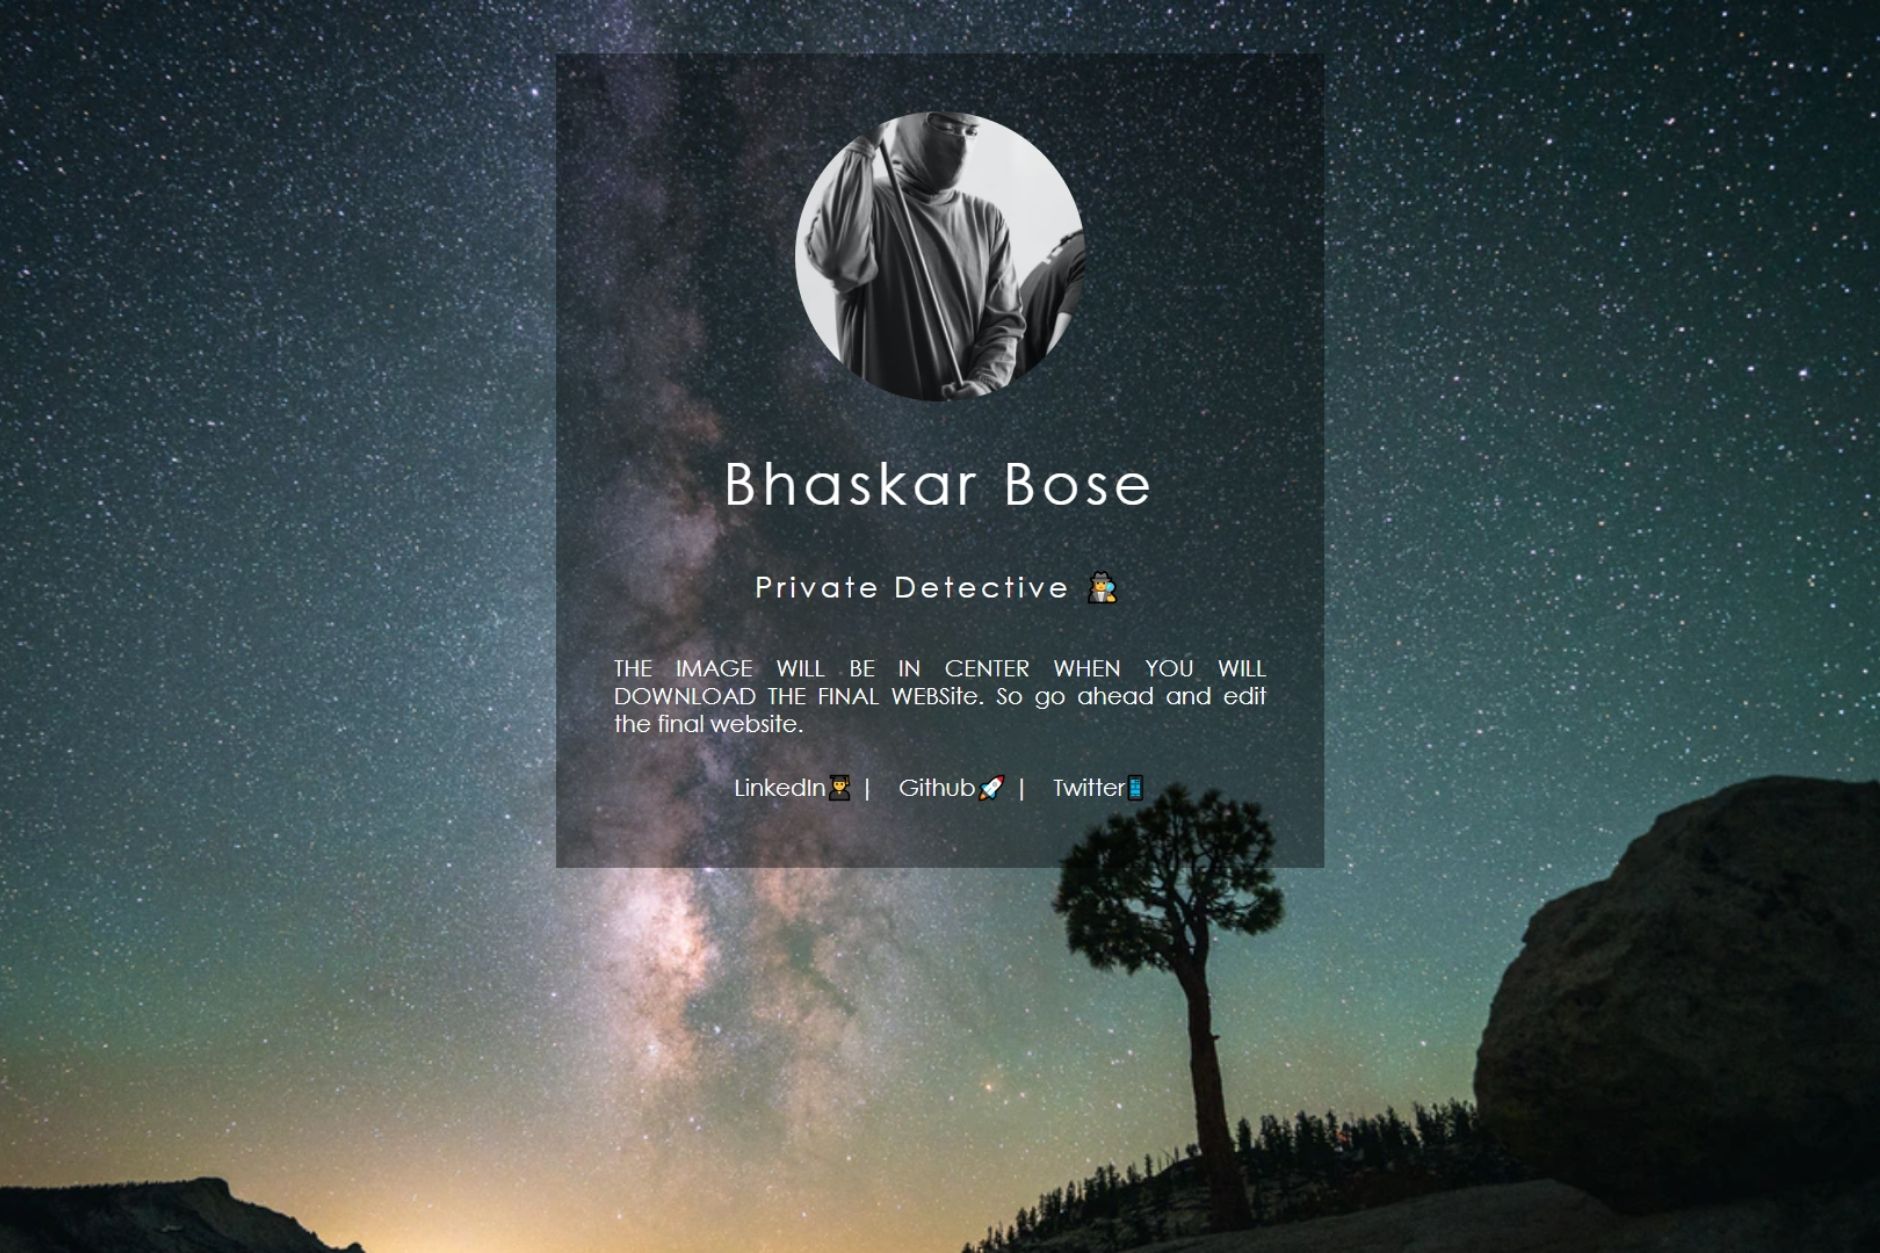 Bhaskar Bose
Private Detective 🕵️
THE IMAGE WILL BE IN CENTER WHEN YOU WILL
DOWNLOAD THE FINAL WEBSite. So go ahead and edit
the final website.
LinkedIn👨‍🎓 | Github🚀 | Twitter📱